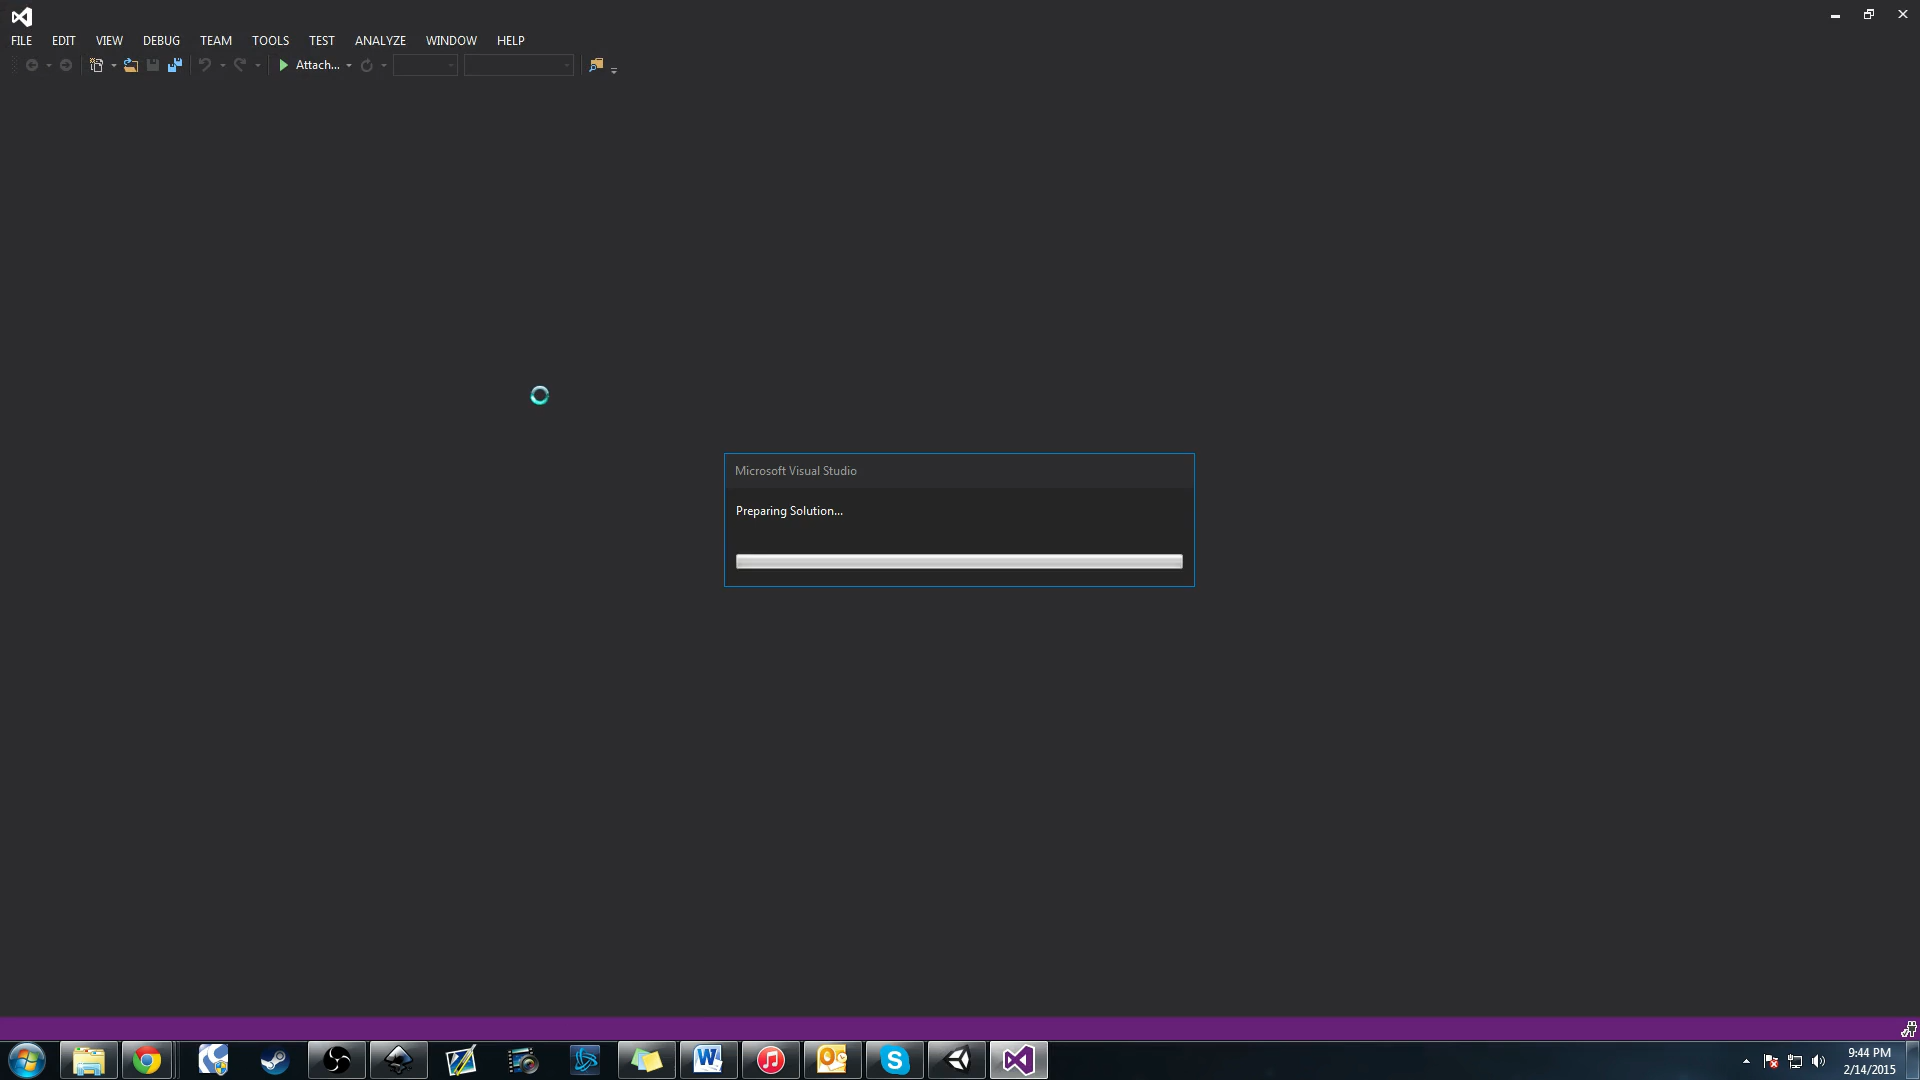 FILE EDIT VIEW DEBUG TEAM TOOLS TEST ANALYZE WINDOW HELP
Attach...
Microsoft Visual Studio
Preparing Solution...
W
S
9:44 PM
2/14/2015